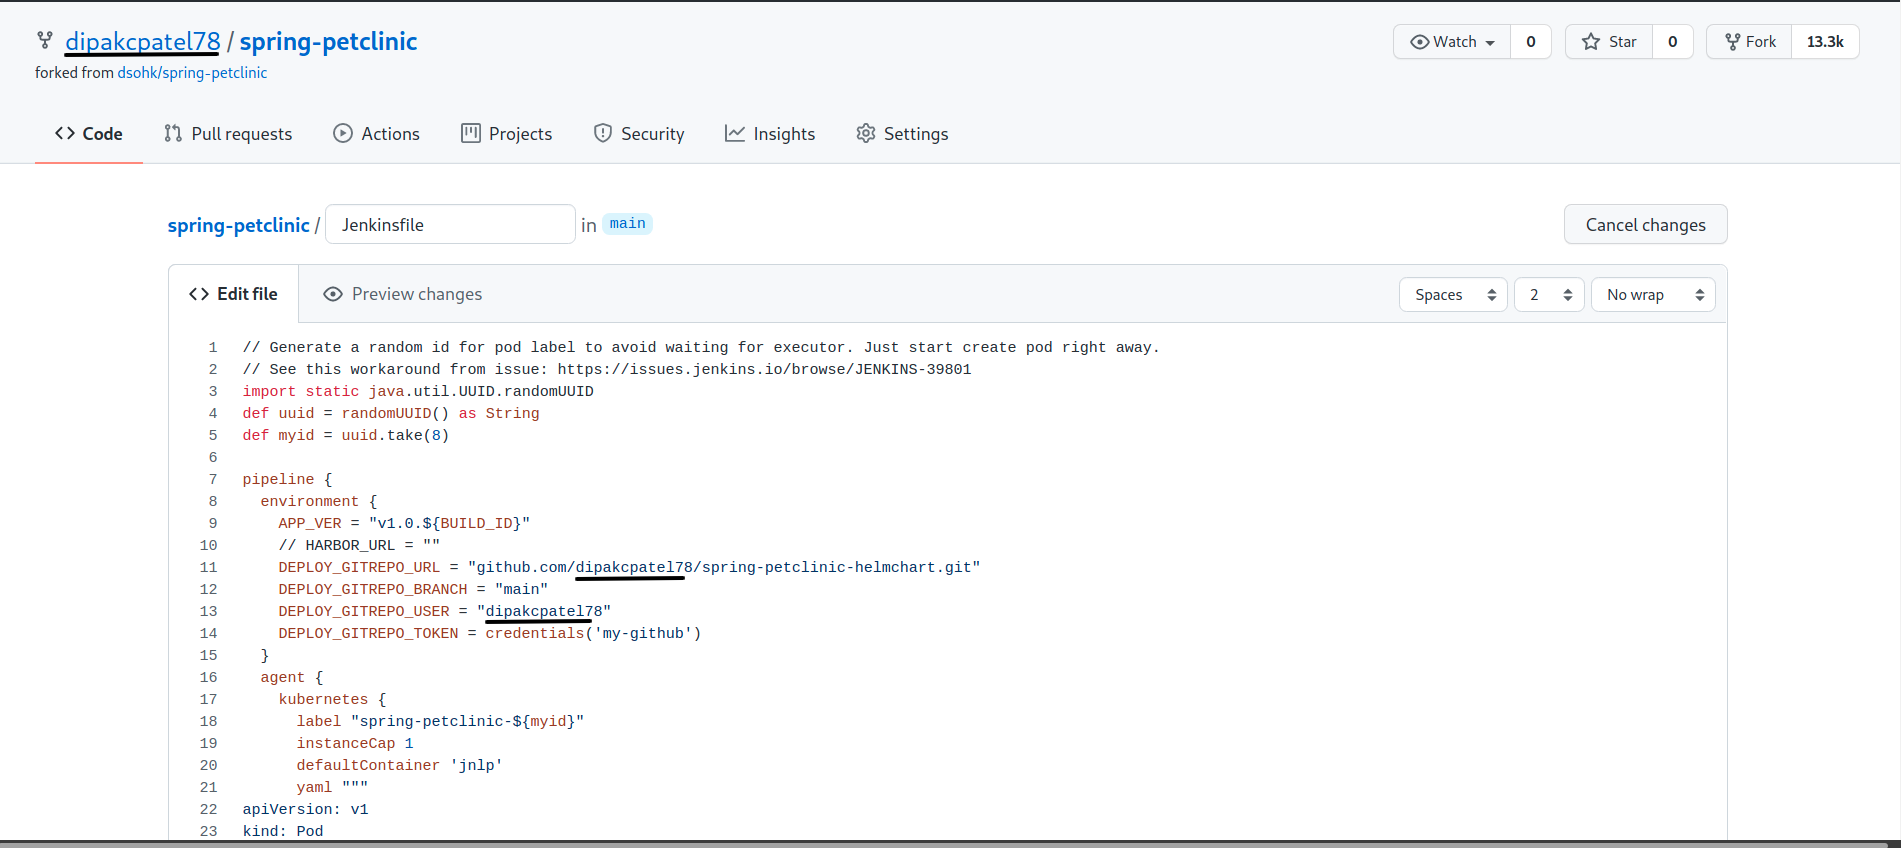 dipakcpatel78 / spring-petclinic
Watch 0 Star 0 Fork 13.3k
forked from dsohk/spring-petclinic
Code Pull requests Actions Projects Security Insights Settings
spring-petclinic / Jenkinsfile in main Cancel changes
Edit file Preview changes Spaces 2 No wrap
1 // Generate a random id for pod label to avoid waiting for executor. Just start create pod right away.
2 // See this workaround from issue: https://issues.jenkins.io/browse/JENKINS-39801
3 import static java.util.UUID.randomUUID
4 def uuid = randomUUID() as String
5 def myid = uuid.take(8)
6
7 pipeline {
8 environment {
9 APP_VER = "v1.0.${BUILD_ID}"
10 // HARBOR_URL = ""
11 DEPLOY_GITREPO_URL = "github.com/dipakcpatel78/spring-petclinic-helmchart.git"
12 DEPLOY_GITREPO_BRANCH = "main"
13 DEPLOY_GITREPO_USER = "dipakcpatel78"
14 DEPLOY_GITREPO_TOKEN = credentials('my-github')
15 }
16 agent {
17 kubernetes {
18 label "spring-petclinic-${myid}"
19 instanceCap 1
20 defaultContainer 'jnlp'
21 yaml """
22 apiVersion: v1
23 kind: Pod